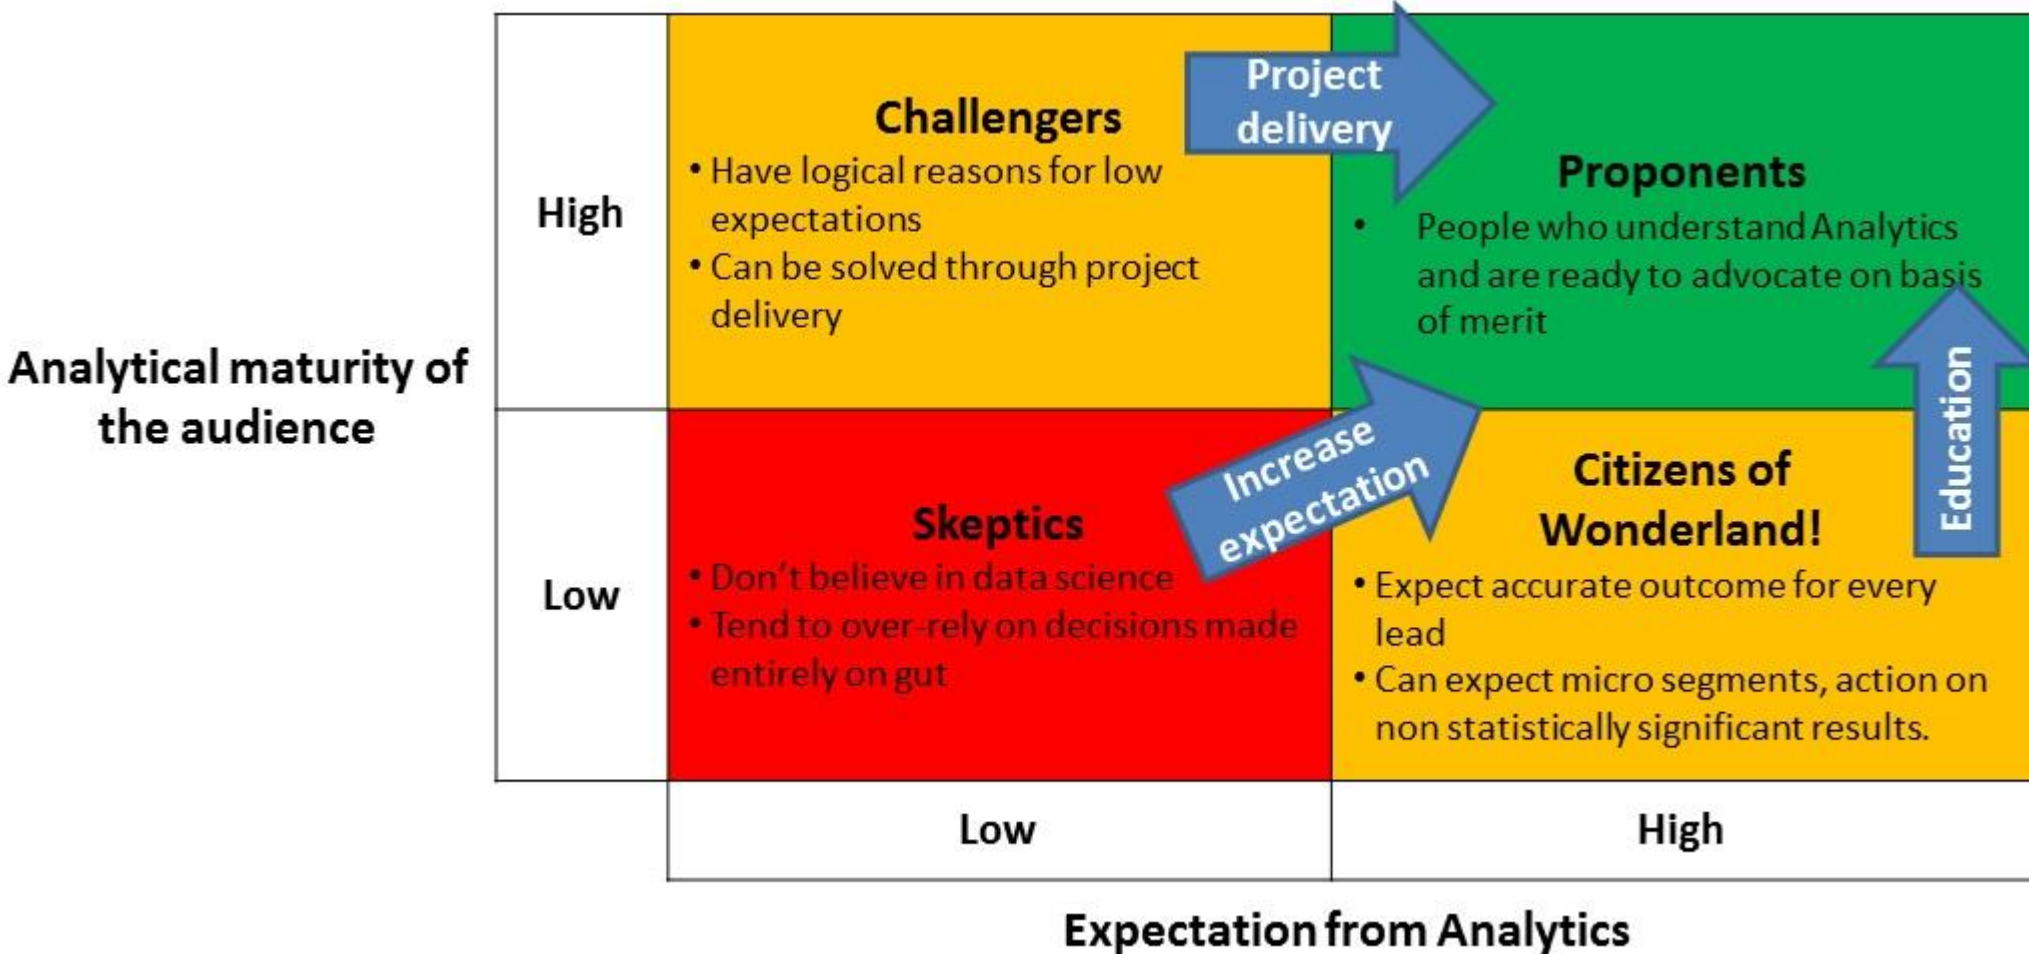 Analytical maturity of
the audience
High
Challengers
• Have logical reasons for low
expectations
• Can be solved through project
delivery
Project
delivery
Proponents
• People who understand Analytics
and are ready to advocate on basis
of merit
Low
Skeptics
• Don't believe in data science
• Tend to over-rely on decisions made
entirely on gut
Increase
expectation
Citizens of
Wonderland!
• Expect accurate outcome for every
lead
• Can expect micro segments, action on
non statistically significant results.
Education
Low
High
Expectation from Analytics